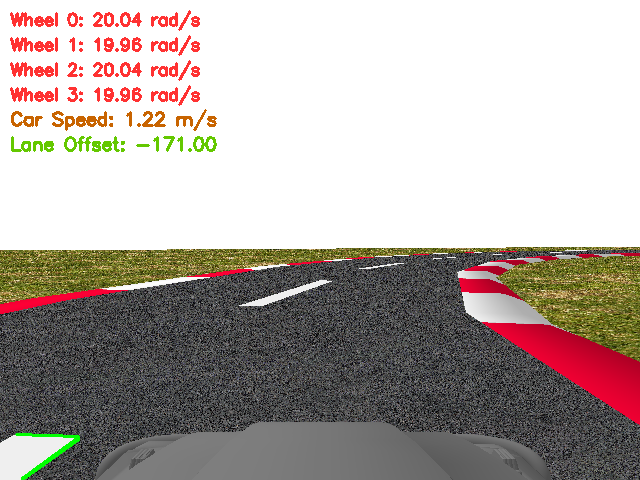 Wheel 0: 20.04 rad/s
Wheel 1: 19.96 rad/s
Wheel 2: 20.04 rad/s
Wheel 3: 19.96 rad/s
Car Speed: 1.22 m/s
Lane Offset: -171.00